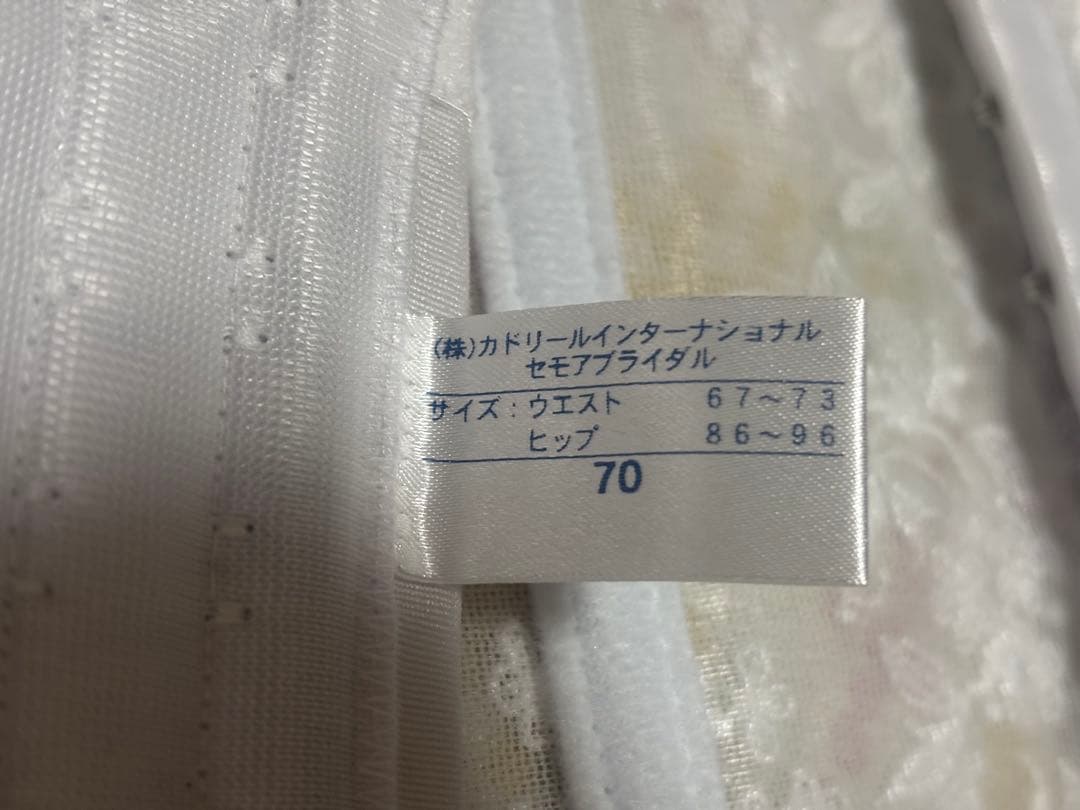 (株)カドリールインターナショナル
セモアブライダル
サイズ：ウエスト 67〜73
ヒップ 86〜96
70